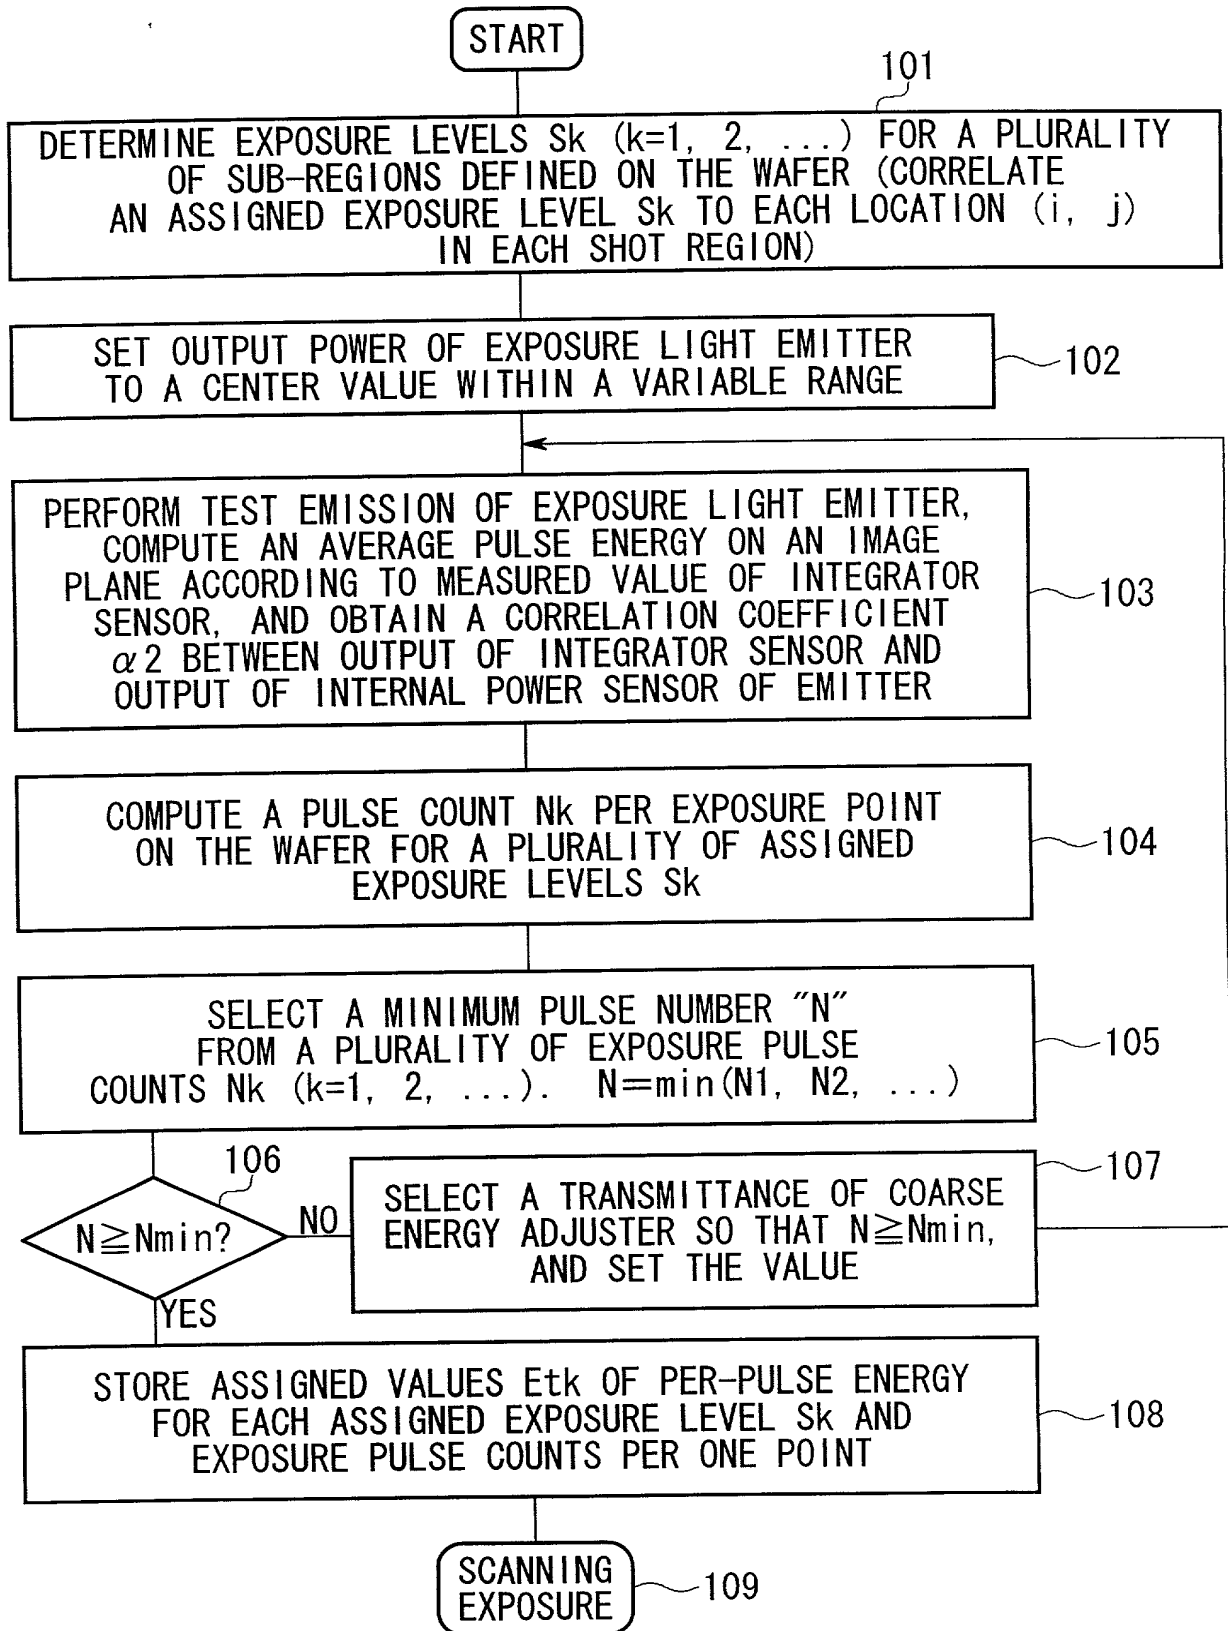 START
101
DETERMINE EXPOSURE LEVELS Sk (k=1, 2, ...) FOR A PLURALITY
OF SUB-REGIONS DEFINED ON THE WAFER (CORRELATE
AN ASSIGNED EXPOSURE LEVEL Sk TO EACH LOCATION (i, j)
IN EACH SHOT REGION)
SET OUTPUT POWER OF EXPOSURE LIGHT EMITTER
TO A CENTER VALUE WITHIN A VARIABLE RANGE
102
PERFORM TEST EMISSION OF EXPOSURE LIGHT EMITTER,
COMPUTE AN AVERAGE PULSE ENERGY ON AN IMAGE
PLANE ACCORDING TO MEASURED VALUE OF INTEGRATOR
SENSOR, AND OBTAIN A CORRELATION COEFFICIENT
α2 BETWEEN OUTPUT OF INTEGRATOR SENSOR AND
OUTPUT OF INTERNAL POWER SENSOR OF EMITTER
103
COMPUTE A PULSE COUNT Nk PER EXPOSURE POINT
ON THE WAFER FOR A PLURALITY OF ASSIGNED
EXPOSURE LEVELS Sk
104
SELECT A MINIMUM PULSE NUMBER "N"
FROM A PLURALITY OF EXPOSURE PULSE
COUNTS Nk (k=1, 2, ...). N=min(N1, N2, ...)
105
106
N≧Nmin?
NO
SELECT A TRANSMITTANCE OF COARSE
ENERGY ADJUSTER SO THAT N≧Nmin,
AND SET THE VALUE
107
YES
STORE ASSIGNED VALUES Etk OF PER-PULSE ENERGY
FOR EACH ASSIGNED EXPOSURE LEVEL Sk AND
EXPOSURE PULSE COUNTS PER ONE POINT
108
SCANNING
EXPOSURE
109